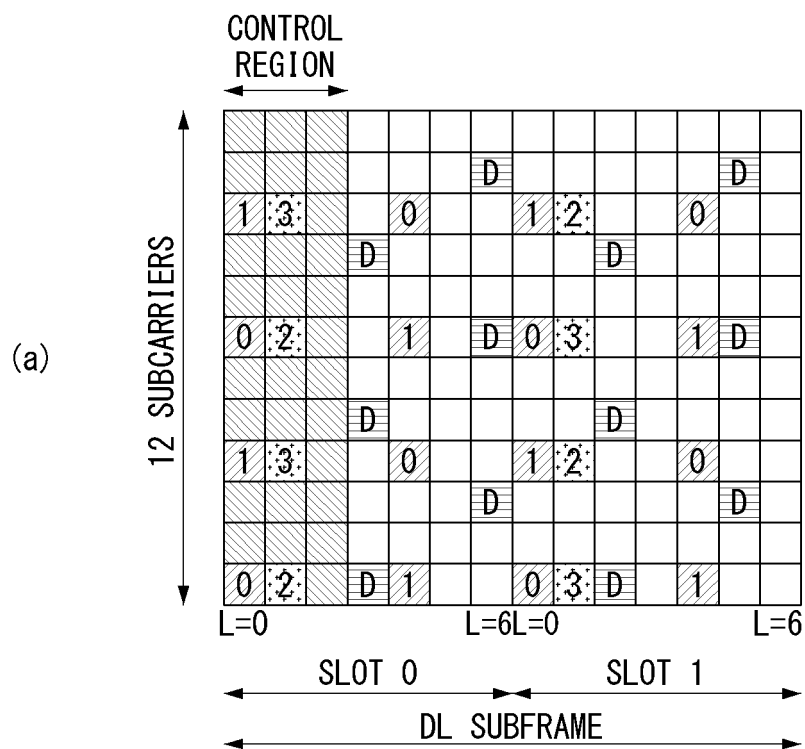 CONTROL
REGION
D D
1 3 0 1 2 0
D D
0 2 1 D 0 3 1 D
(a)
12 SUBCARRIERS
D D
1 3 0 1 2 0
D D
0 2 D 1 0 3 D 1
L=0 L=6 L=0 L=6
SLOT 0 SLOT 1
DL SUBFRAME